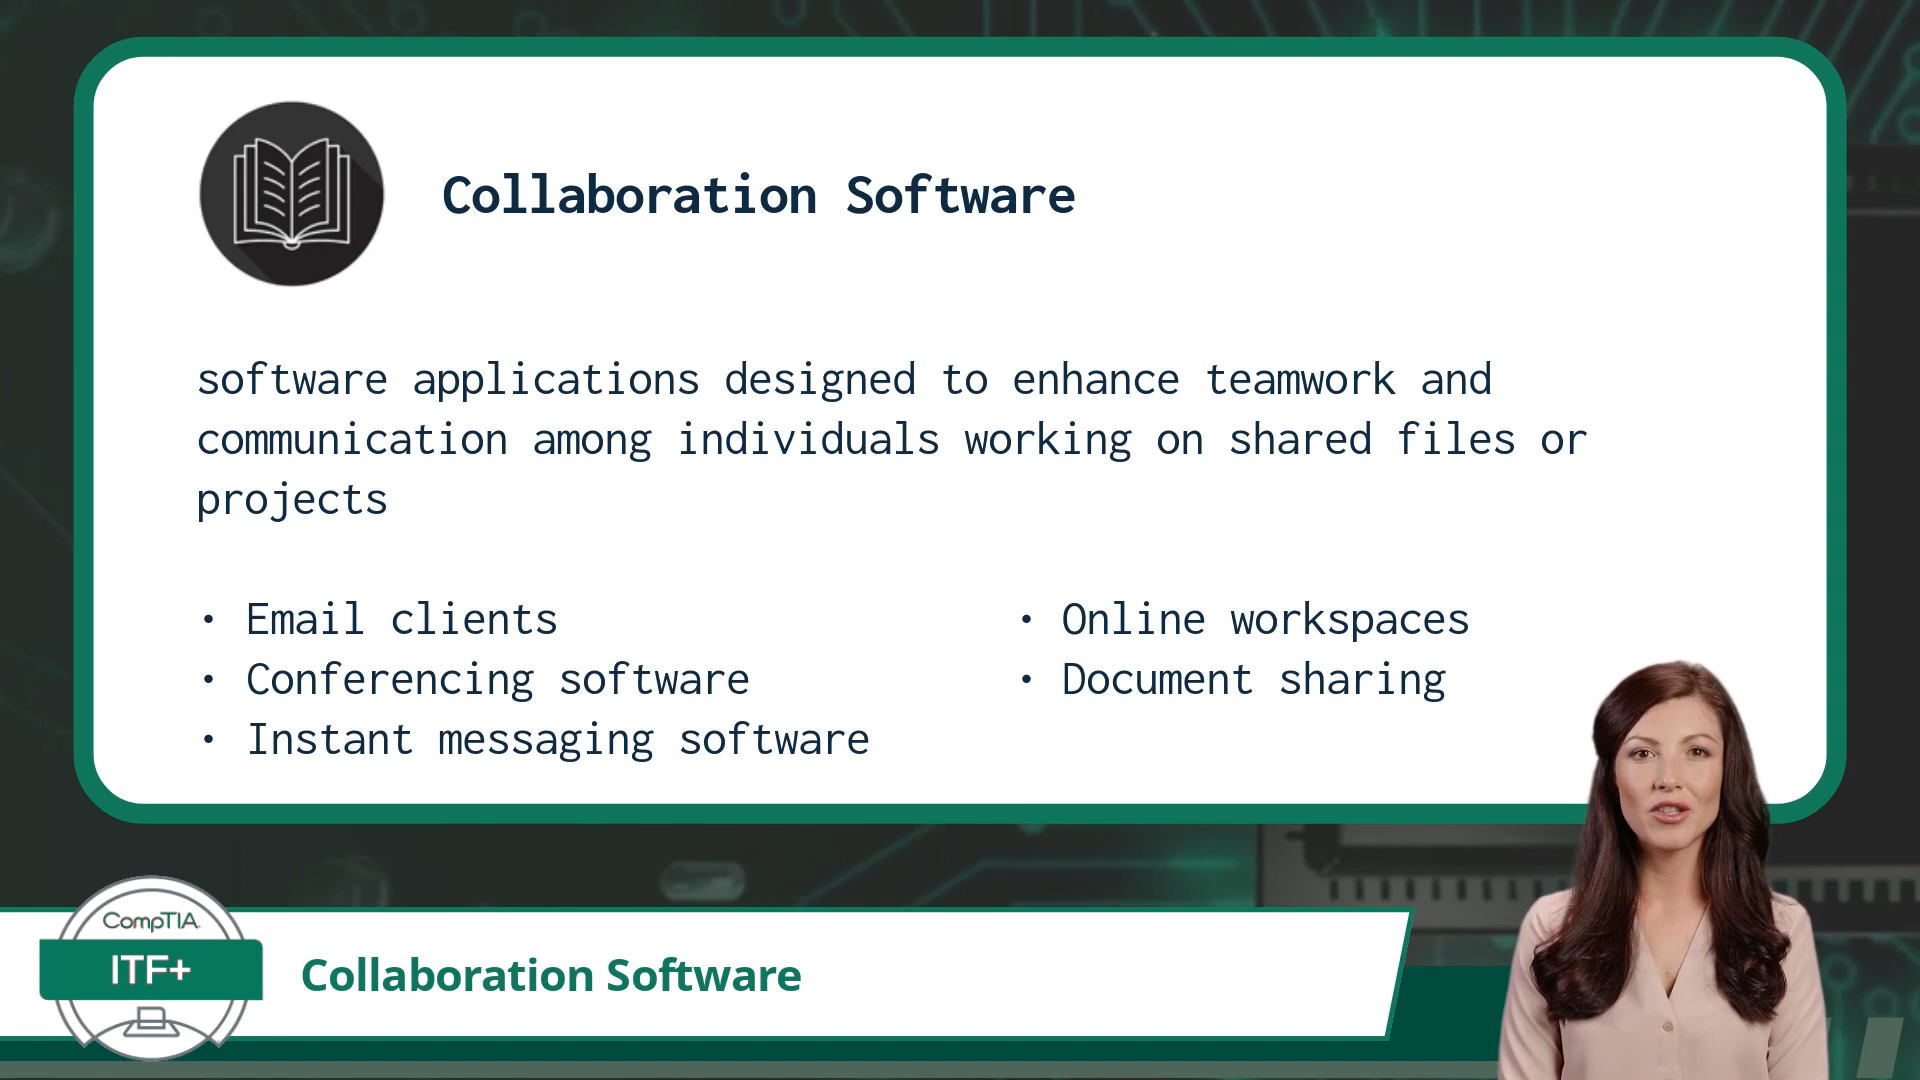 Collaboration Software
software applications designed to enhance teamwork and
communication among individuals working on shared files or
projects
• Email clients
• Conferencing software
• Instant messaging software
• Online workspaces
• Document sharing
CompTIA.
ITF+
Collaboration Software